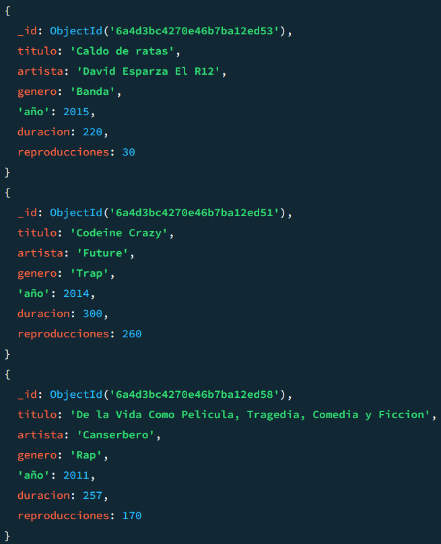 {
_id: ObjectId('6a4d3bc4270e46b7ba12ed53'),
titulo: 'Caldo de ratas',
artista: 'David Esparza El R12',
genero: 'Banda',
'año': 2015,
duracion: 220,
reproducciones: 30
}
{
_id: ObjectId('6a4d3bc4270e46b7ba12ed51'),
titulo: 'Codeine Crazy',
artista: 'Future',
genero: 'Trap',
'año': 2014,
duracion: 300,
reproducciones: 260
}
{
_id: ObjectId('6a4d3bc4270e46b7ba12ed58'),
titulo: 'De la Vida Como Pelicula, Tragedia, Comedia y Ficcion',
artista: 'Canserbero',
genero: 'Rap',
'año': 2011,
duracion: 257,
reproducciones: 170
}